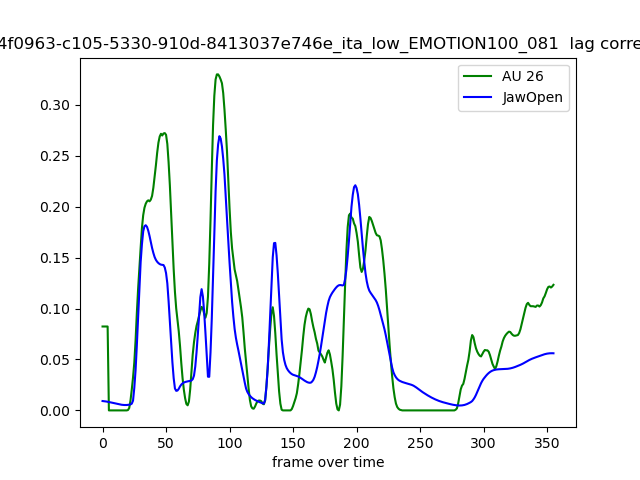 4f0963-c105-5330-910d-8413037e746e_ita_low_EMOTION100_081 lag corre
AU 26
JawOpen
0.30
0.25
0.20
0.15
0.10
0.05
0.00
0 50 100 150 200 250 300 350
frame over time